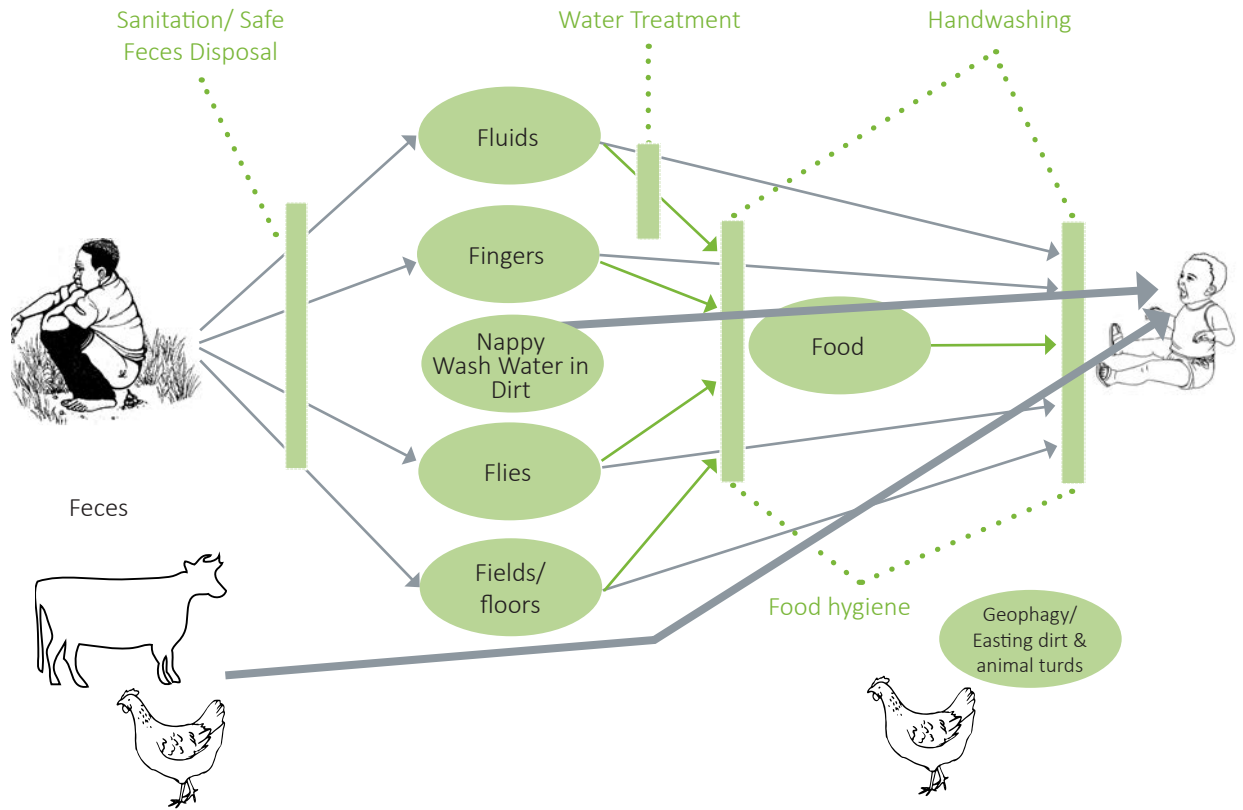 Sanitation/ Safe
Feces Disposal
Water Treatment
Handwashing
Fluids
Fingers
Nappy
Wash Water in
Dirt
Food
Flies
Feces
Fields/
floors
Food hygiene
Geophagy/
Easting dirt &
animal turds